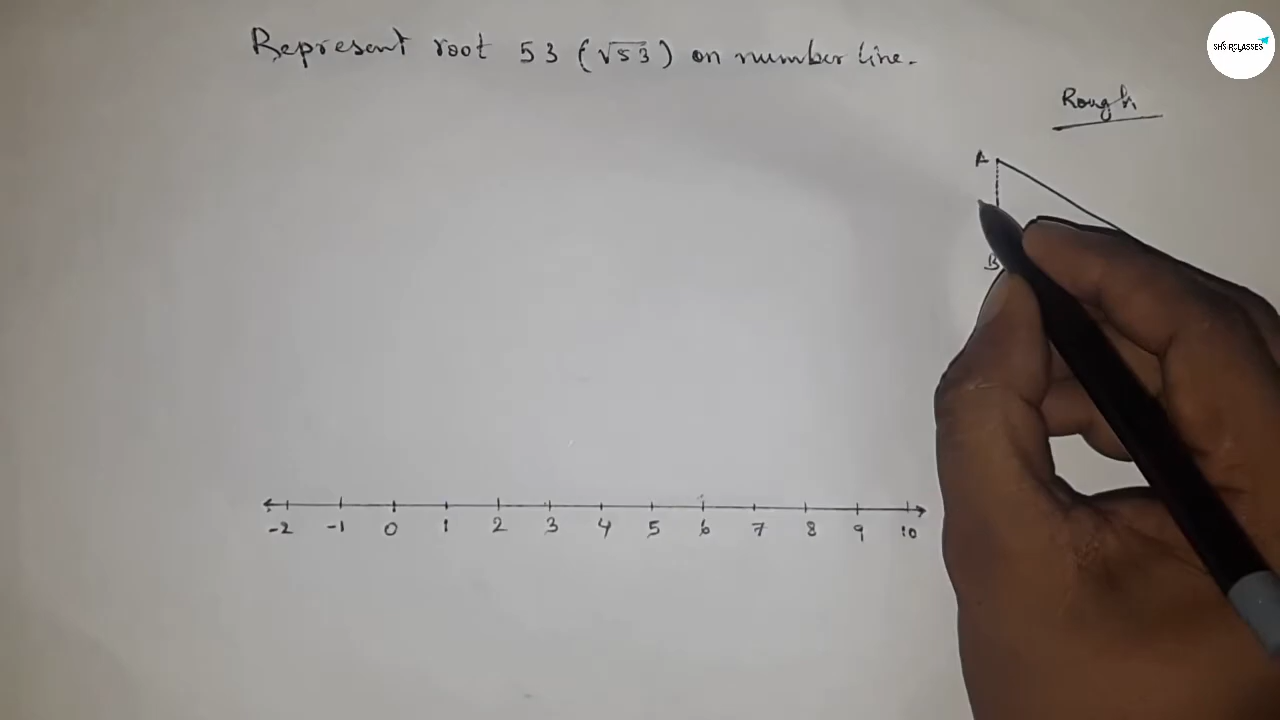 Represent root 53 (√53) on number line.
SHSRCLASSES
Rough
A
B
-2 -1 0 1 2 3 4 5 6 7 8 9 10